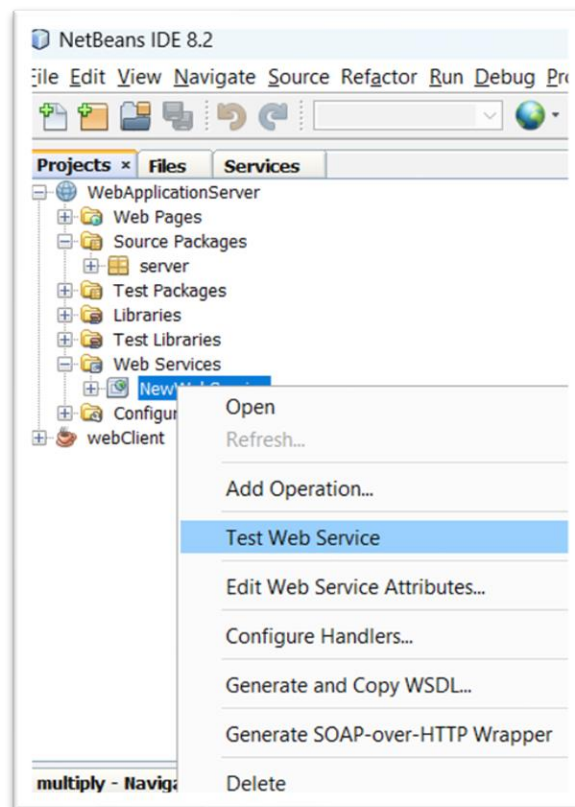 NetBeans IDE 8.2
File Edit View Navigate Source Refactor Run Debug
Projects × Files Services
WebApplicationServer
Web Pages
Source Packages
server
Test Packages
Libraries
Test Libraries
Web Services
webClient
Open
Refresh...
Add Operation...
Test Web Service
Edit Web Service Attributes...
Configure Handlers...
Generate and Copy WSDL...
Generate SOAP-over-HTTP Wrapper
multiply -
Delete